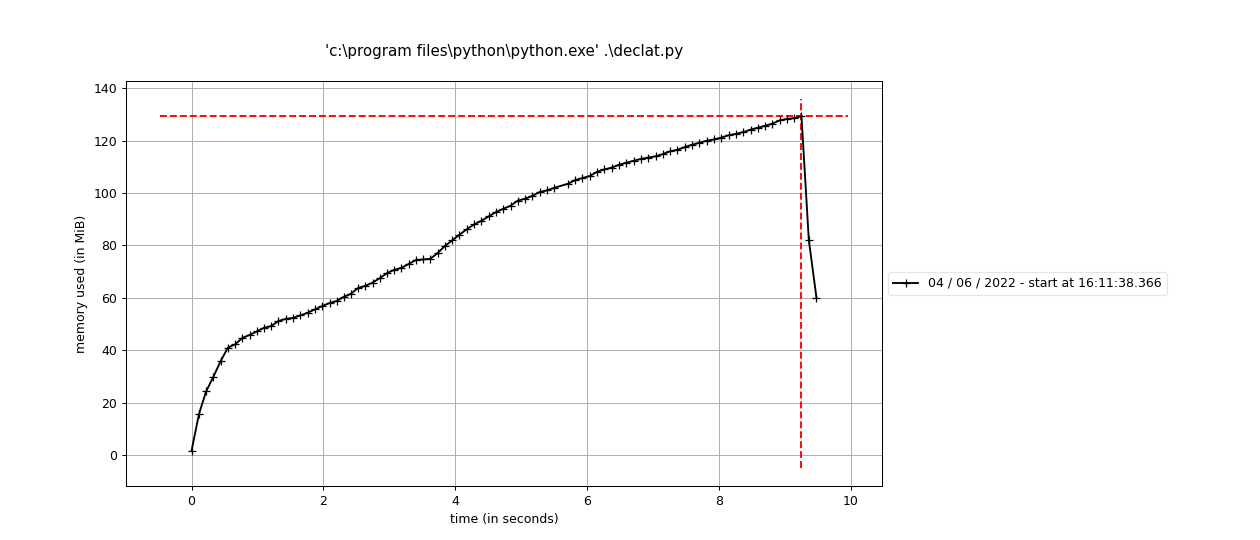 'c:\program files\python\python.exe' .\declat.py
140
120
100
80
60
40
20
0
memory used (in MiB)
0 2 4 6 8 10
time (in seconds)
04 / 06 / 2022 - start at 16:11:38.366